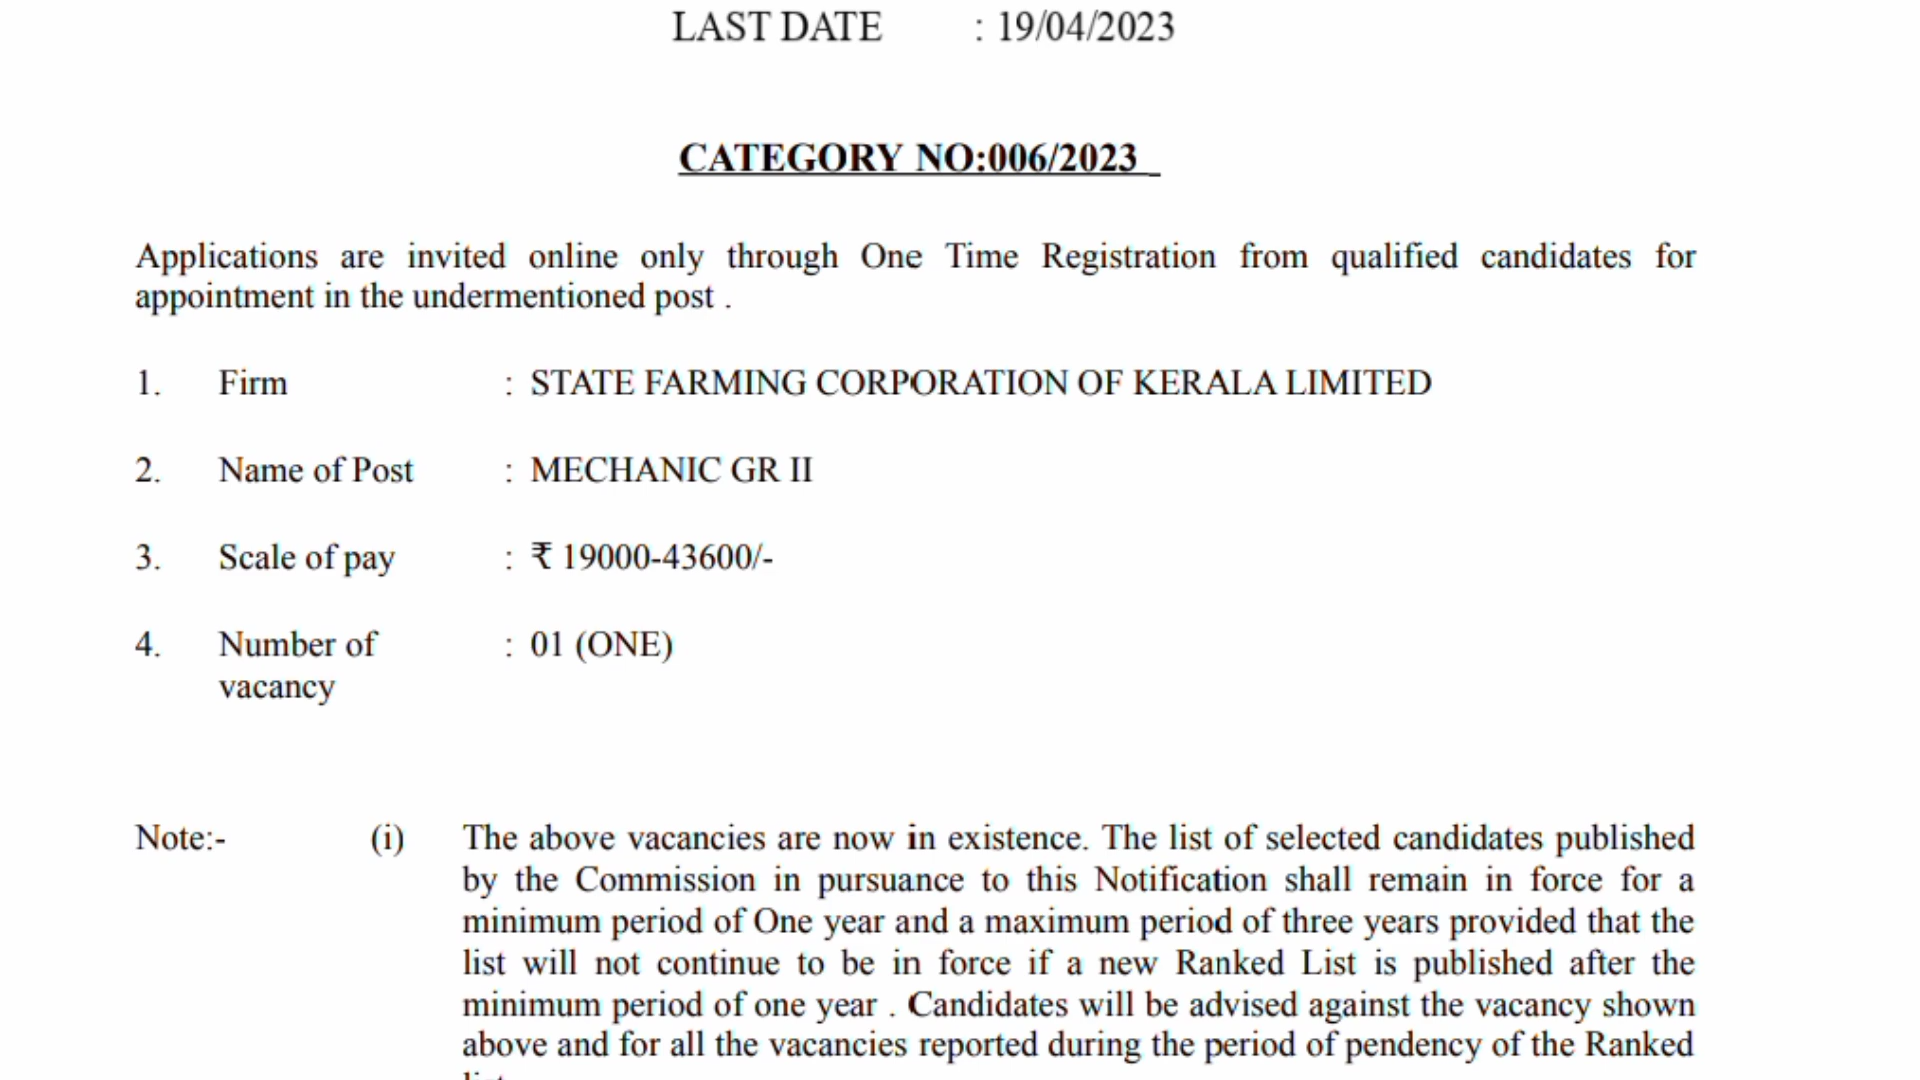 LAST DATE : 19/04/2023
CATEGORY NO:006/2023
Applications are invited online only through One Time Registration from qualified candidates for
appointment in the undermentioned post .
1. Firm : STATE FARMING CORPORATION OF KERALA LIMITED
2. Name of Post : MECHANIC GR II
3. Scale of pay : ₹ 19000-43600/-
4. Number of : 01 (ONE)
vacancy
Note:- (i) The above vacancies are now in existence. The list of selected candidates published
by the Commission in pursuance to this Notification shall remain in force for a
minimum period of One year and a maximum period of three years provided that the
list will not continue to be in force if a new Ranked List is published after the
minimum period of one year . Candidates will be advised against the vacancy shown
above and for all the vacancies reported during the period of pendency of the Ranked